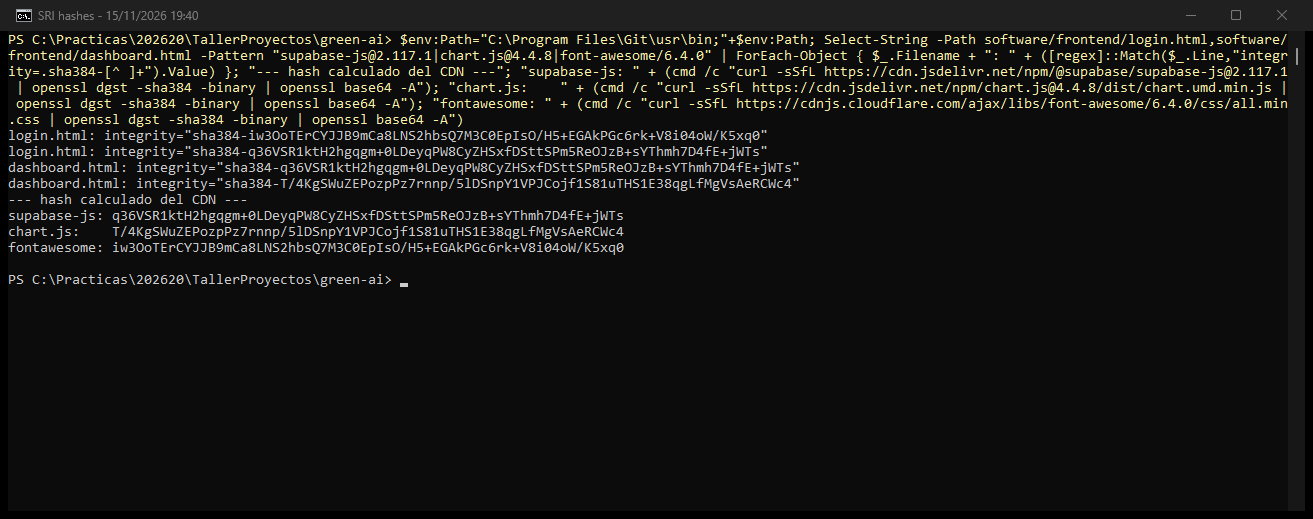 SRI hashes - 15/11/2026 19:40
PS C:\Practicas\202620\TallerProyectos\green-ai> $env:Path="C:\Program Files\Git\usr\bin;"+$env:Path; Select-String -Path software/frontend/login.html,software/
frontend/dashboard.html -Pattern "supabase-js@2.117.1|chart.js@4.4.8|font-awesome/6.4.0" | ForEach-Object { $_.Filename + ": " + ([regex]::Match($_.Line,"integr
ity=.sha384-[^ ]+").Value) }; "--- hash calculado del CDN ---"; "supabase-js: " + (cmd /c "curl -sSfL https://cdn.jsdelivr.net/npm/@supabase/supabase-js@2.117.1
| openssl dgst -sha384 -binary | openssl base64 -A"); "chart.js:    " + (cmd /c "curl -sSfL https://cdn.jsdelivr.net/npm/chart.js@4.4.8/dist/chart.umd.min.js |
openssl dgst -sha384 -binary | openssl base64 -A"); "fontawesome: " + (cmd /c "curl -sSfL https://cdnjs.cloudflare.com/ajax/libs/font-awesome/6.4.0/css/all.min
.css | openssl dgst -sha384 -binary | openssl base64 -A")
login.html: integrity="sha384-iw3OoTErCYJJB9mCa8LNS2hbsQ7M3C0EpIsO/H5+EGAkPGc6rk+V8i04oW/K5xq0"
login.html: integrity="sha384-q36VSR1ktH2hgqgm+0LDeyqPW8CyZHSxfDSttSPm5ReOJzB+sYThmh7D4fE+jWTs"
dashboard.html: integrity="sha384-q36VSR1ktH2hgqgm+0LDeyqPW8CyZHSxfDSttSPm5ReOJzB+sYThmh7D4fE+jWTs"
dashboard.html: integrity="sha384-T/4KgSWuZEPozpPz7rnnp/5lDSnpY1VPJCojf1S81uTHS1E38qgLfMgVsAeRCWc4"
--- hash calculado del CDN ---
supabase-js: q36VSR1ktH2hgqgm+0LDeyqPW8CyZHSxfDSttSPm5ReOJzB+sYThmh7D4fE+jWTs
chart.js:    T/4KgSWuZEPozpPz7rnnp/5lDSnpY1VPJCojf1S81uTHS1E38qgLfMgVsAeRCWc4
fontawesome: iw3OoTErCYJJB9mCa8LNS2hbsQ7M3C0EpIsO/H5+EGAkPGc6rk+V8i04oW/K5xq0
PS C:\Practicas\202620\TallerProyectos\green-ai>